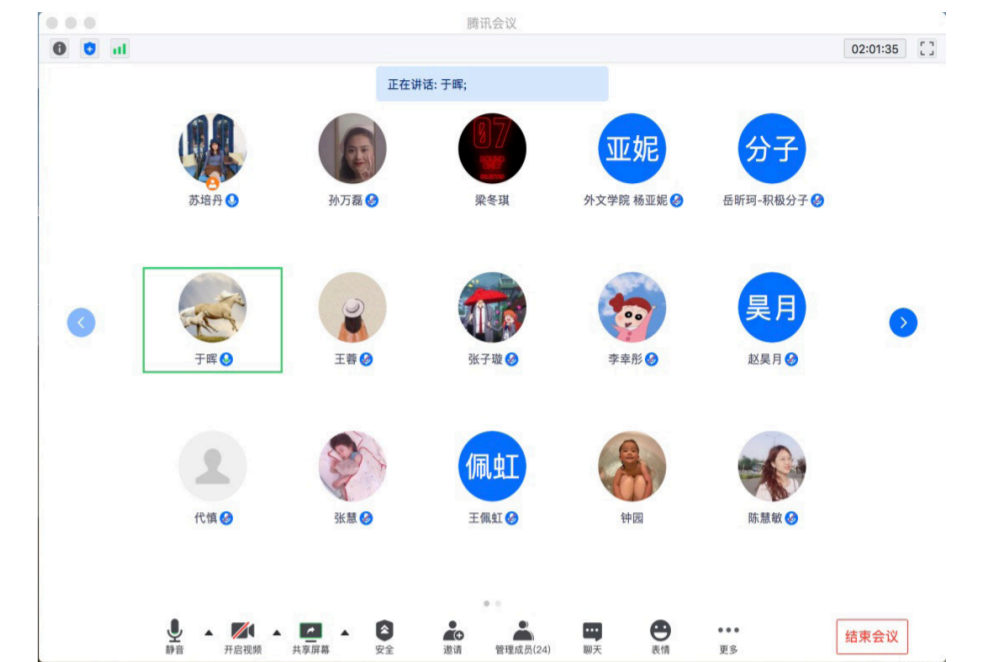 腾讯会议
02:01:35
正在讲话: 于晖;
07
亚妮
分子
苏培丹
孙万磊
梁冬琪
外文学院 杨亚妮
岳昕珂-积极分子
昊月
于晖
王蓉
张子璇
李幸彤
赵昊月
佩虹
代慎
张慧
王佩虹
钟园
陈慧敏
静音
开启视频
共享屏幕
安全
邀请
管理成员(24)
聊天
表情
更多
结束会议